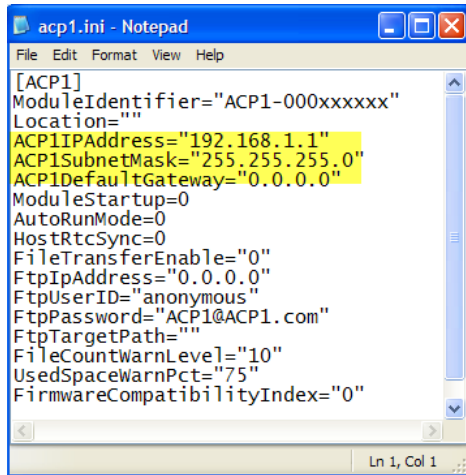 acp1.ini - Notepad
File Edit Format View Help
[ACP1]
ModuleIdentifier="ACP1-000xxxxxx"
Location=""
ACP1IPAddress="192.168.1.1"
ACP1SubnetMask="255.255.255.0"
ACP1DefaultGateway="0.0.0.0"
ModuleStartup=0
AutoRunMode=0
HostRtcSync=0
FileTransferEnable="0"
FtpIpAddress="0.0.0.0"
FtpUserID="anonymous"
FtpPassword="ACP1@ACP1.com"
FtpTargetPath=""
FileCountWarnLevel="10"
UsedSpaceWarnPct="75"
FirmwareCompatibilityIndex="0"
Ln 1, Col 1